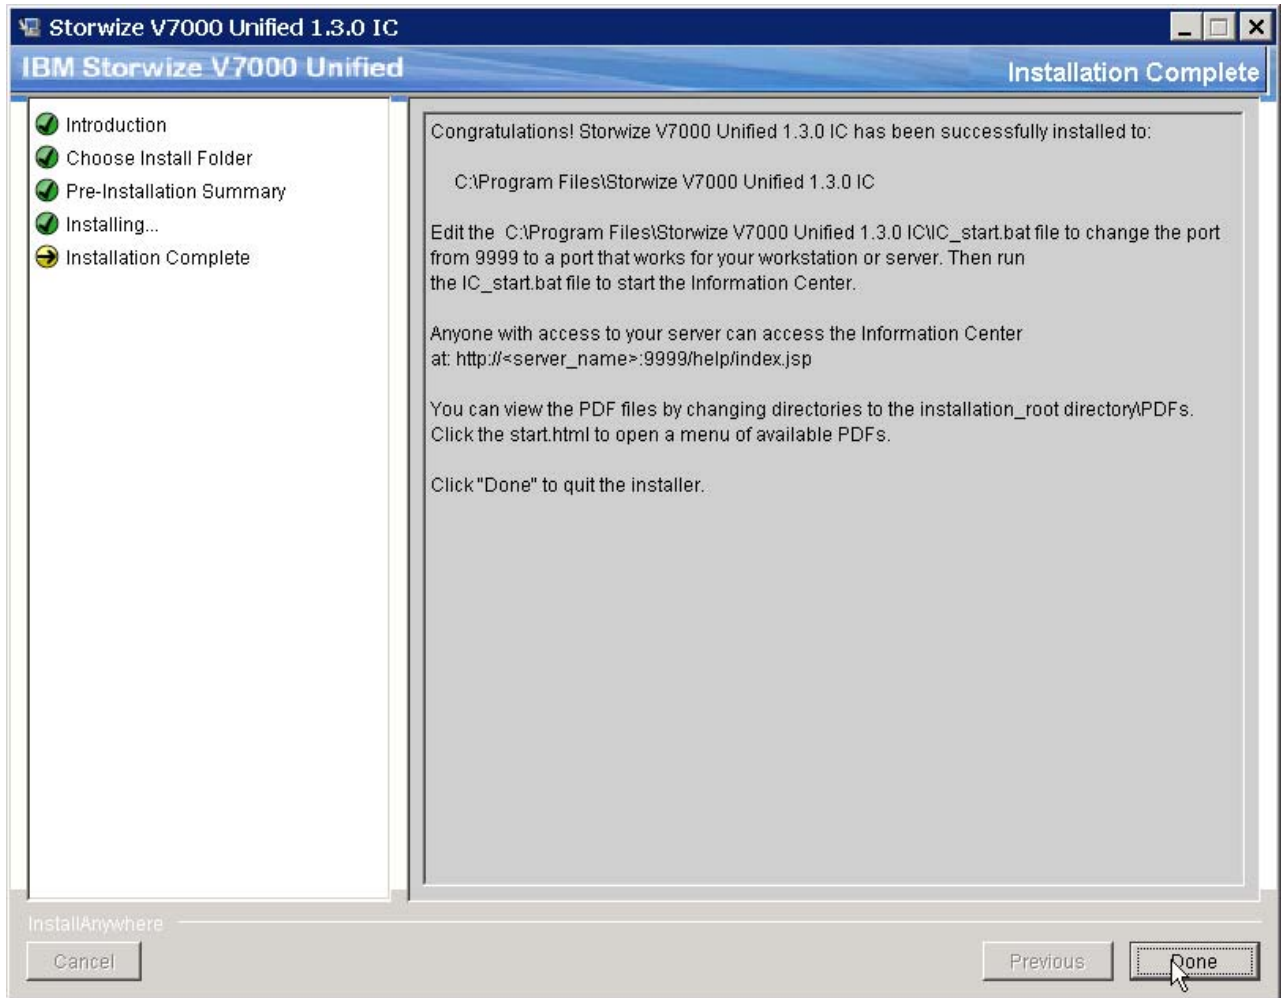 Storwize V7000 Unified 1.3.0 IC
IBM Storwize V7000 Unified
Installation Complete
Introduction
Choose Install Folder
Pre-Installation Summary
Installing...
Installation Complete
Congratulations! Storwize V7000 Unified 1.3.0 IC has been successfully installed to:
C:\Program Files\Storwize V7000 Unified 1.3.0 IC
Edit the  C:\Program Files\Storwize V7000 Unified 1.3.0 IC\IC_start.bat file to change the port
from 9999 to a port that works for your workstation or server. Then run
the IC_start.bat file to start the Information Center.
Anyone with access to your server can access the Information Center
at: http://<server_name>:9999/help/index.jsp
You can view the PDF files by changing directories to the installation_root directory\PDFs.
Click the start.html to open a menu of available PDFs.
Click "Done" to quit the installer.
InstallAnywhere
Cancel
Previous
Done